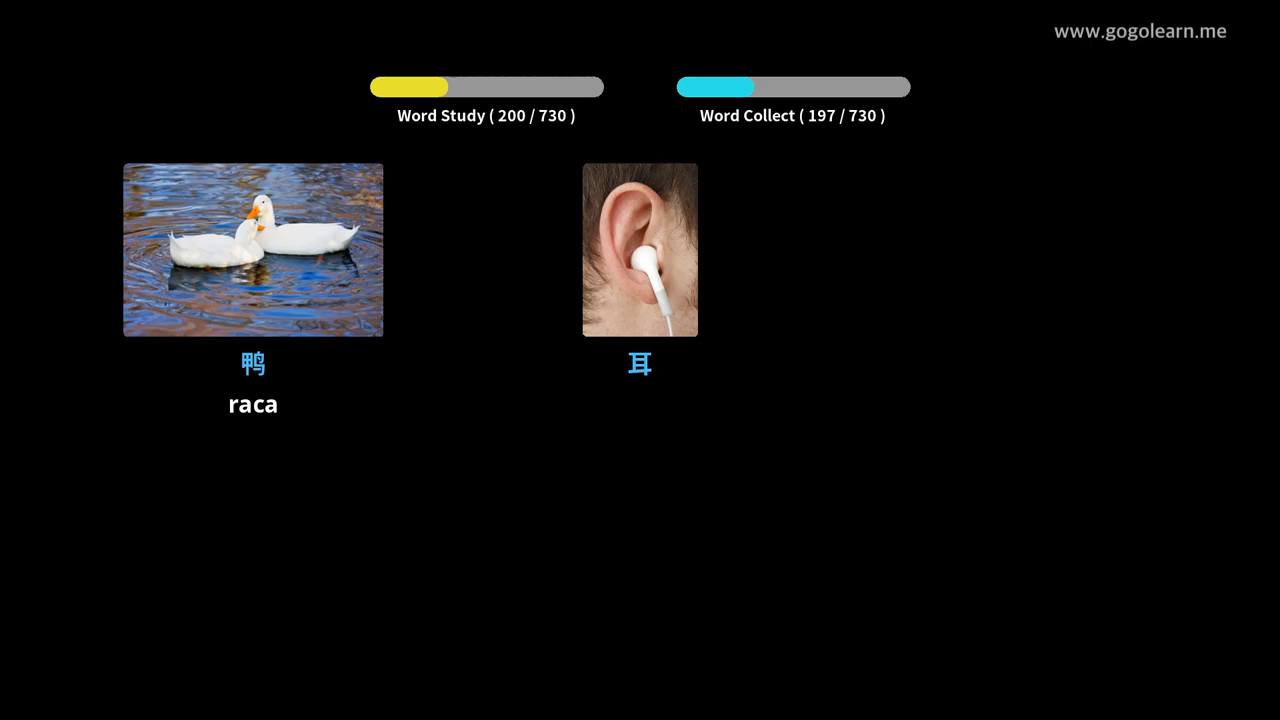 www.gogolearn.me
Word Study ( 200 / 730 )
Word Collect ( 197 / 730 )
鸭
耳
raca